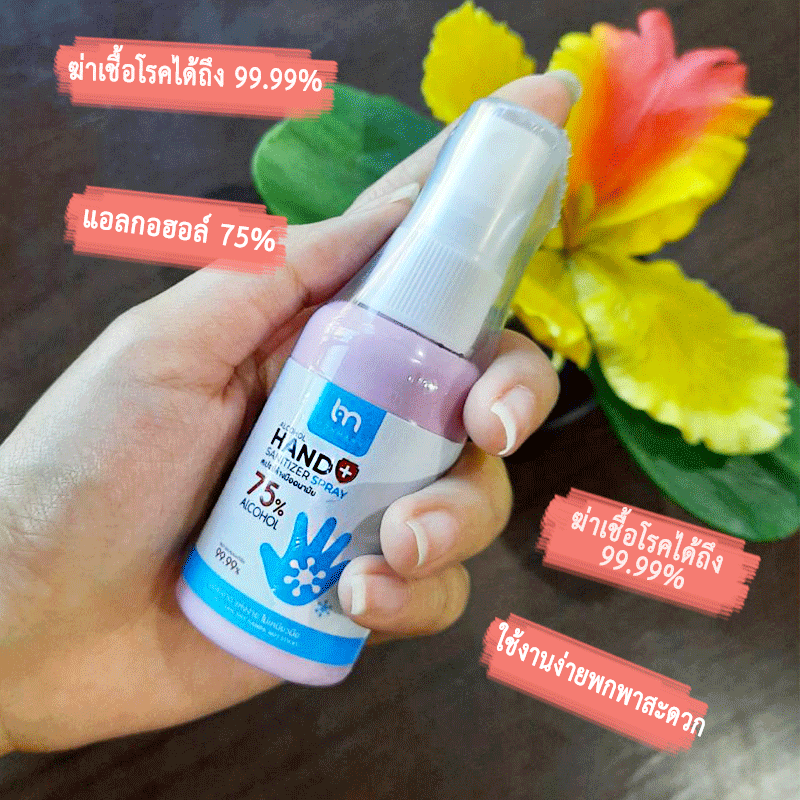 ฆ่าเชื้อโรคได้ถึง 99.99%
แอลกอฮอล์ 75%
ALCOHOL
HAND
SANITIZER SPRAY
75%
ALCOHOL
99.99%
ฆ่าเชื้อโรคได้ถึง
99.99%
ใช้งานง่ายพกพาสะดวก